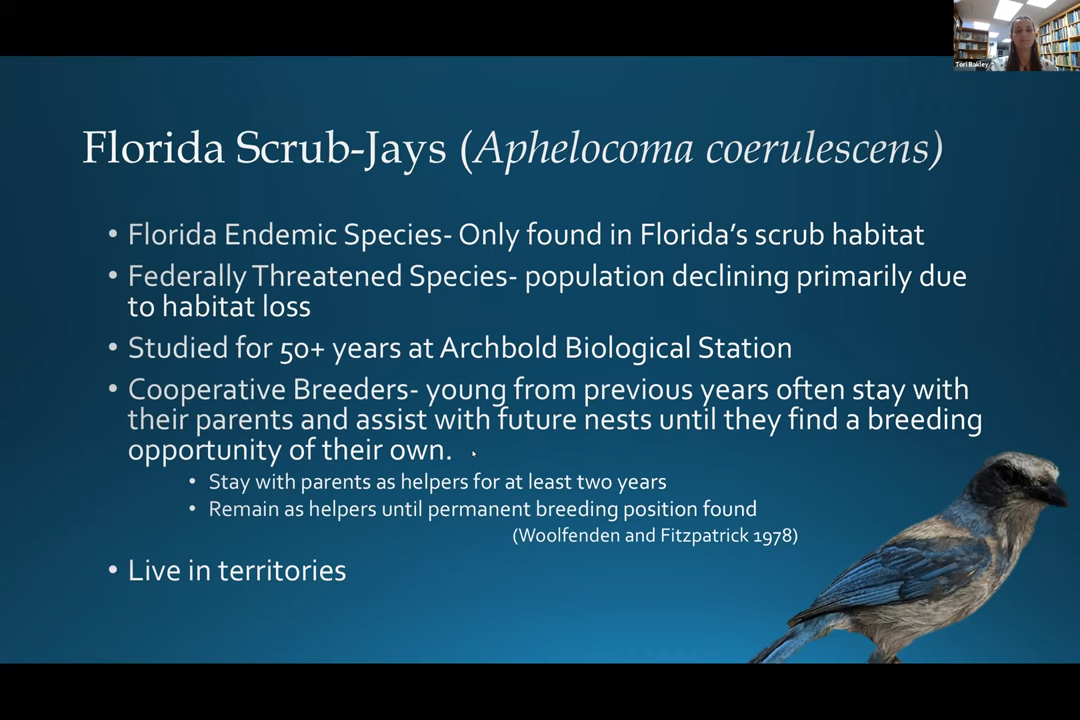 Tori Bakley
Florida Scrub-Jays (Aphelocoma coerulescens)
• Florida Endemic Species- Only found in Florida's scrub habitat
• Federally Threatened Species- population declining primarily due
to habitat loss
• Studied for 50+ years at Archbold Biological Station
• Cooperative Breeders- young from previous years often stay with
their parents and assist with future nests until they find a breeding
opportunity of their own.
• Stay with parents as helpers for at least two years
• Remain as helpers until permanent breeding position found
(Woolfenden and Fitzpatrick 1978)
• Live in territories